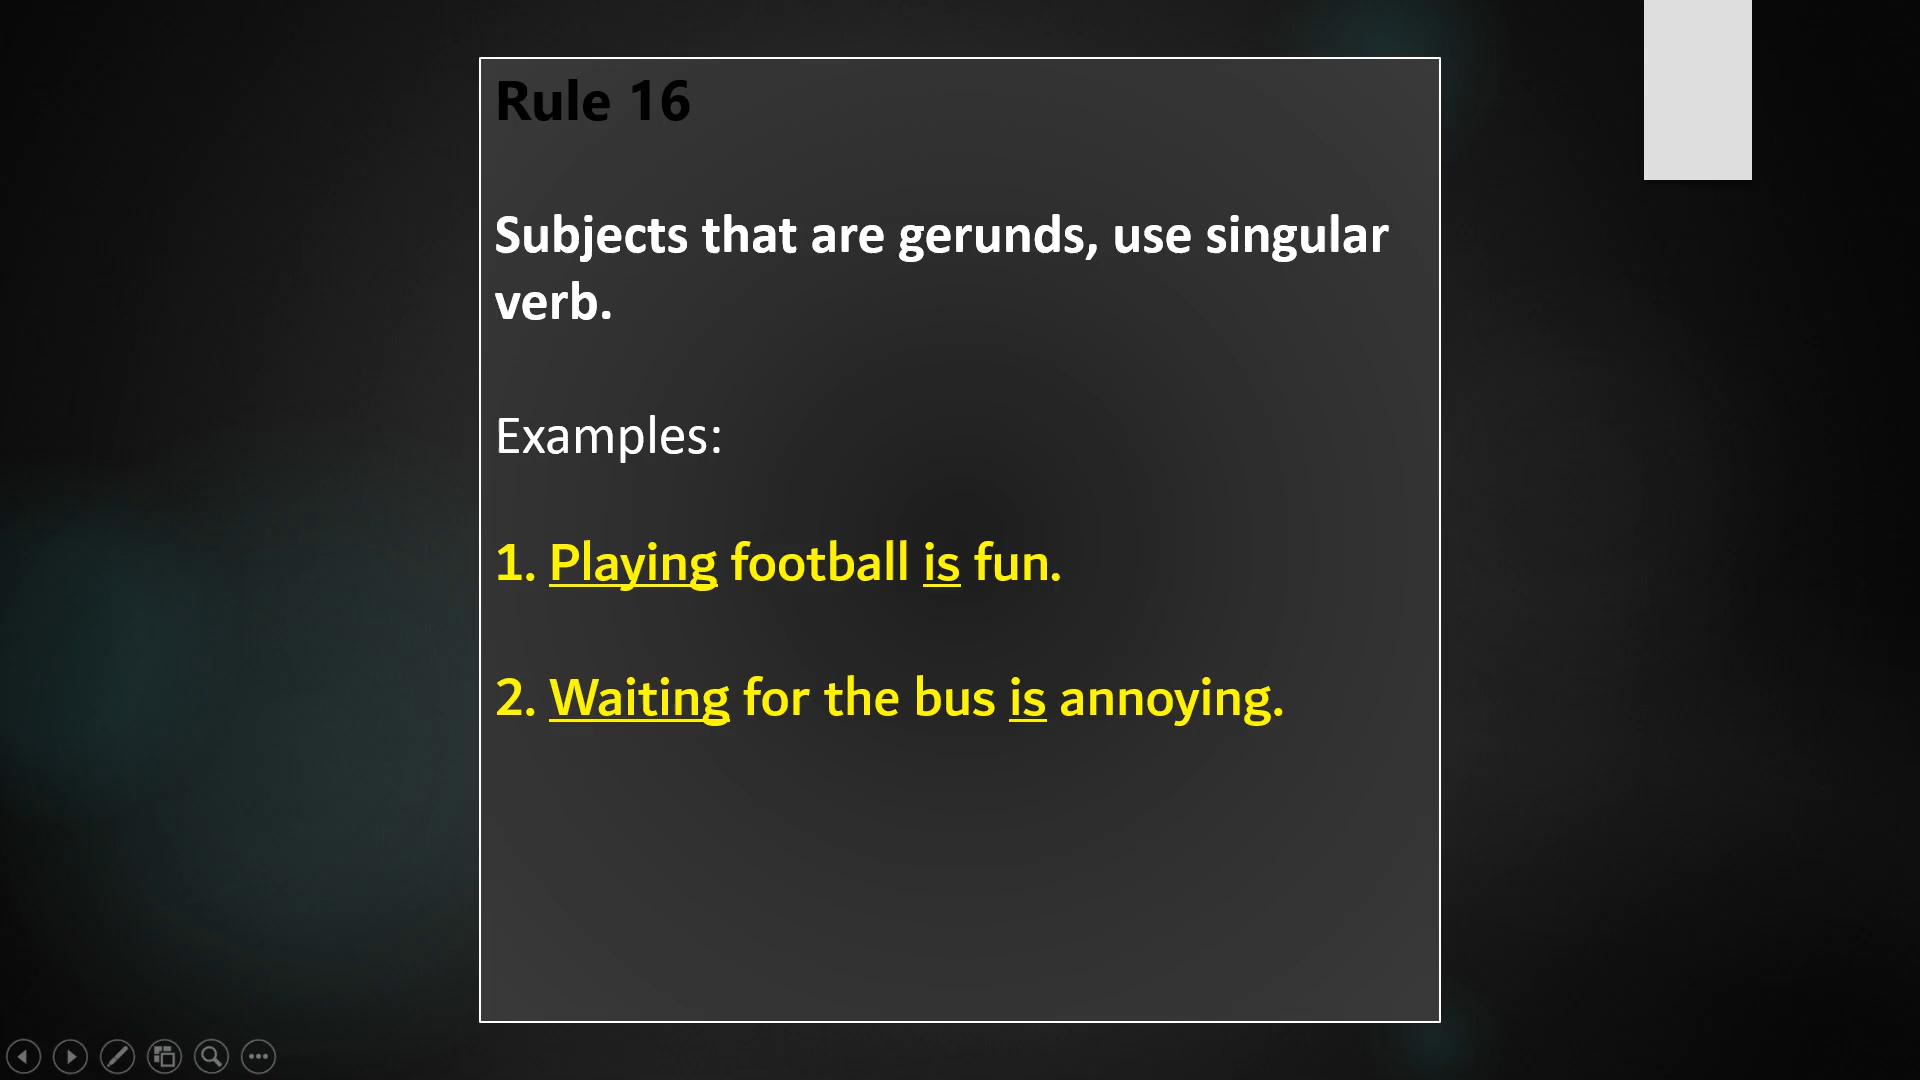 Rule 16
Subjects that are gerunds, use singular
verb.
Examples:
1. Playing football is fun.
2. Waiting for the bus is annoying.